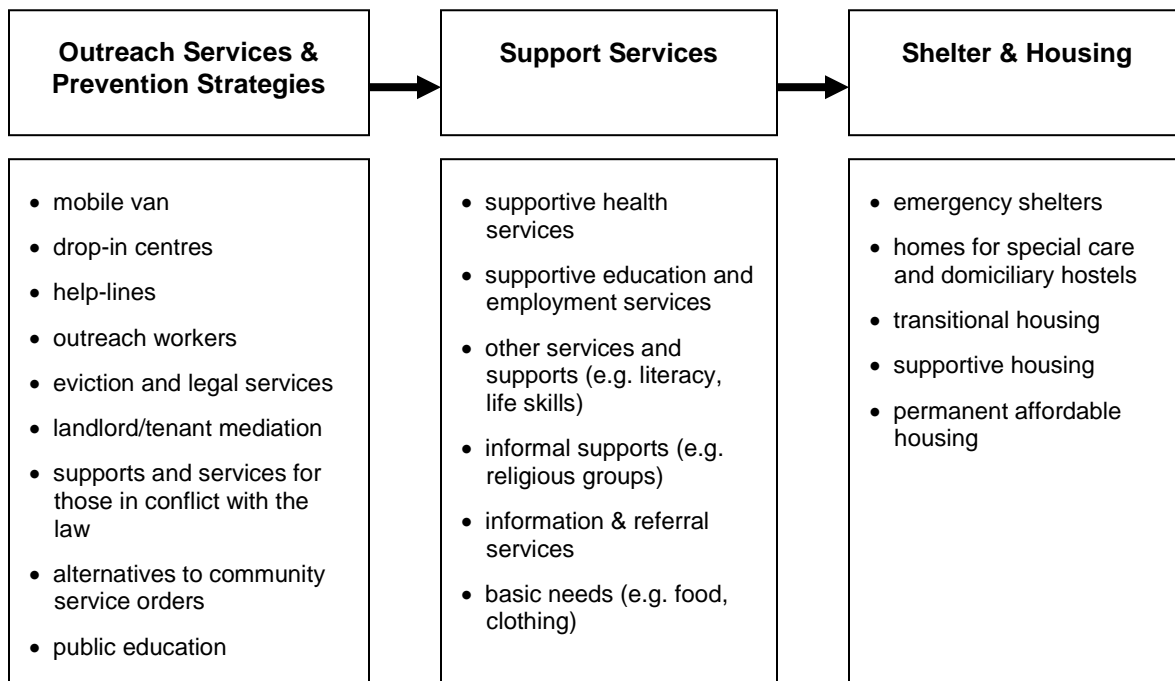 Outreach Services &
Prevention Strategies
Support Services
Shelter & Housing
• mobile van
• drop-in centres
• help-lines
• outreach workers
• eviction and legal services
• landlord/tenant mediation
• supports and services for
those in conflict with the
law
• alternatives to community
service orders
• public education
• supportive health
services
• supportive education and
employment services
• other services and
supports (e.g. literacy,
life skills)
• informal supports (e.g.
religious groups)
• information & referral
services
• basic needs (e.g. food,
clothing)
• emergency shelters
• homes for special care
and domiciliary hostels
• transitional housing
• supportive housing
• permanent affordable
housing